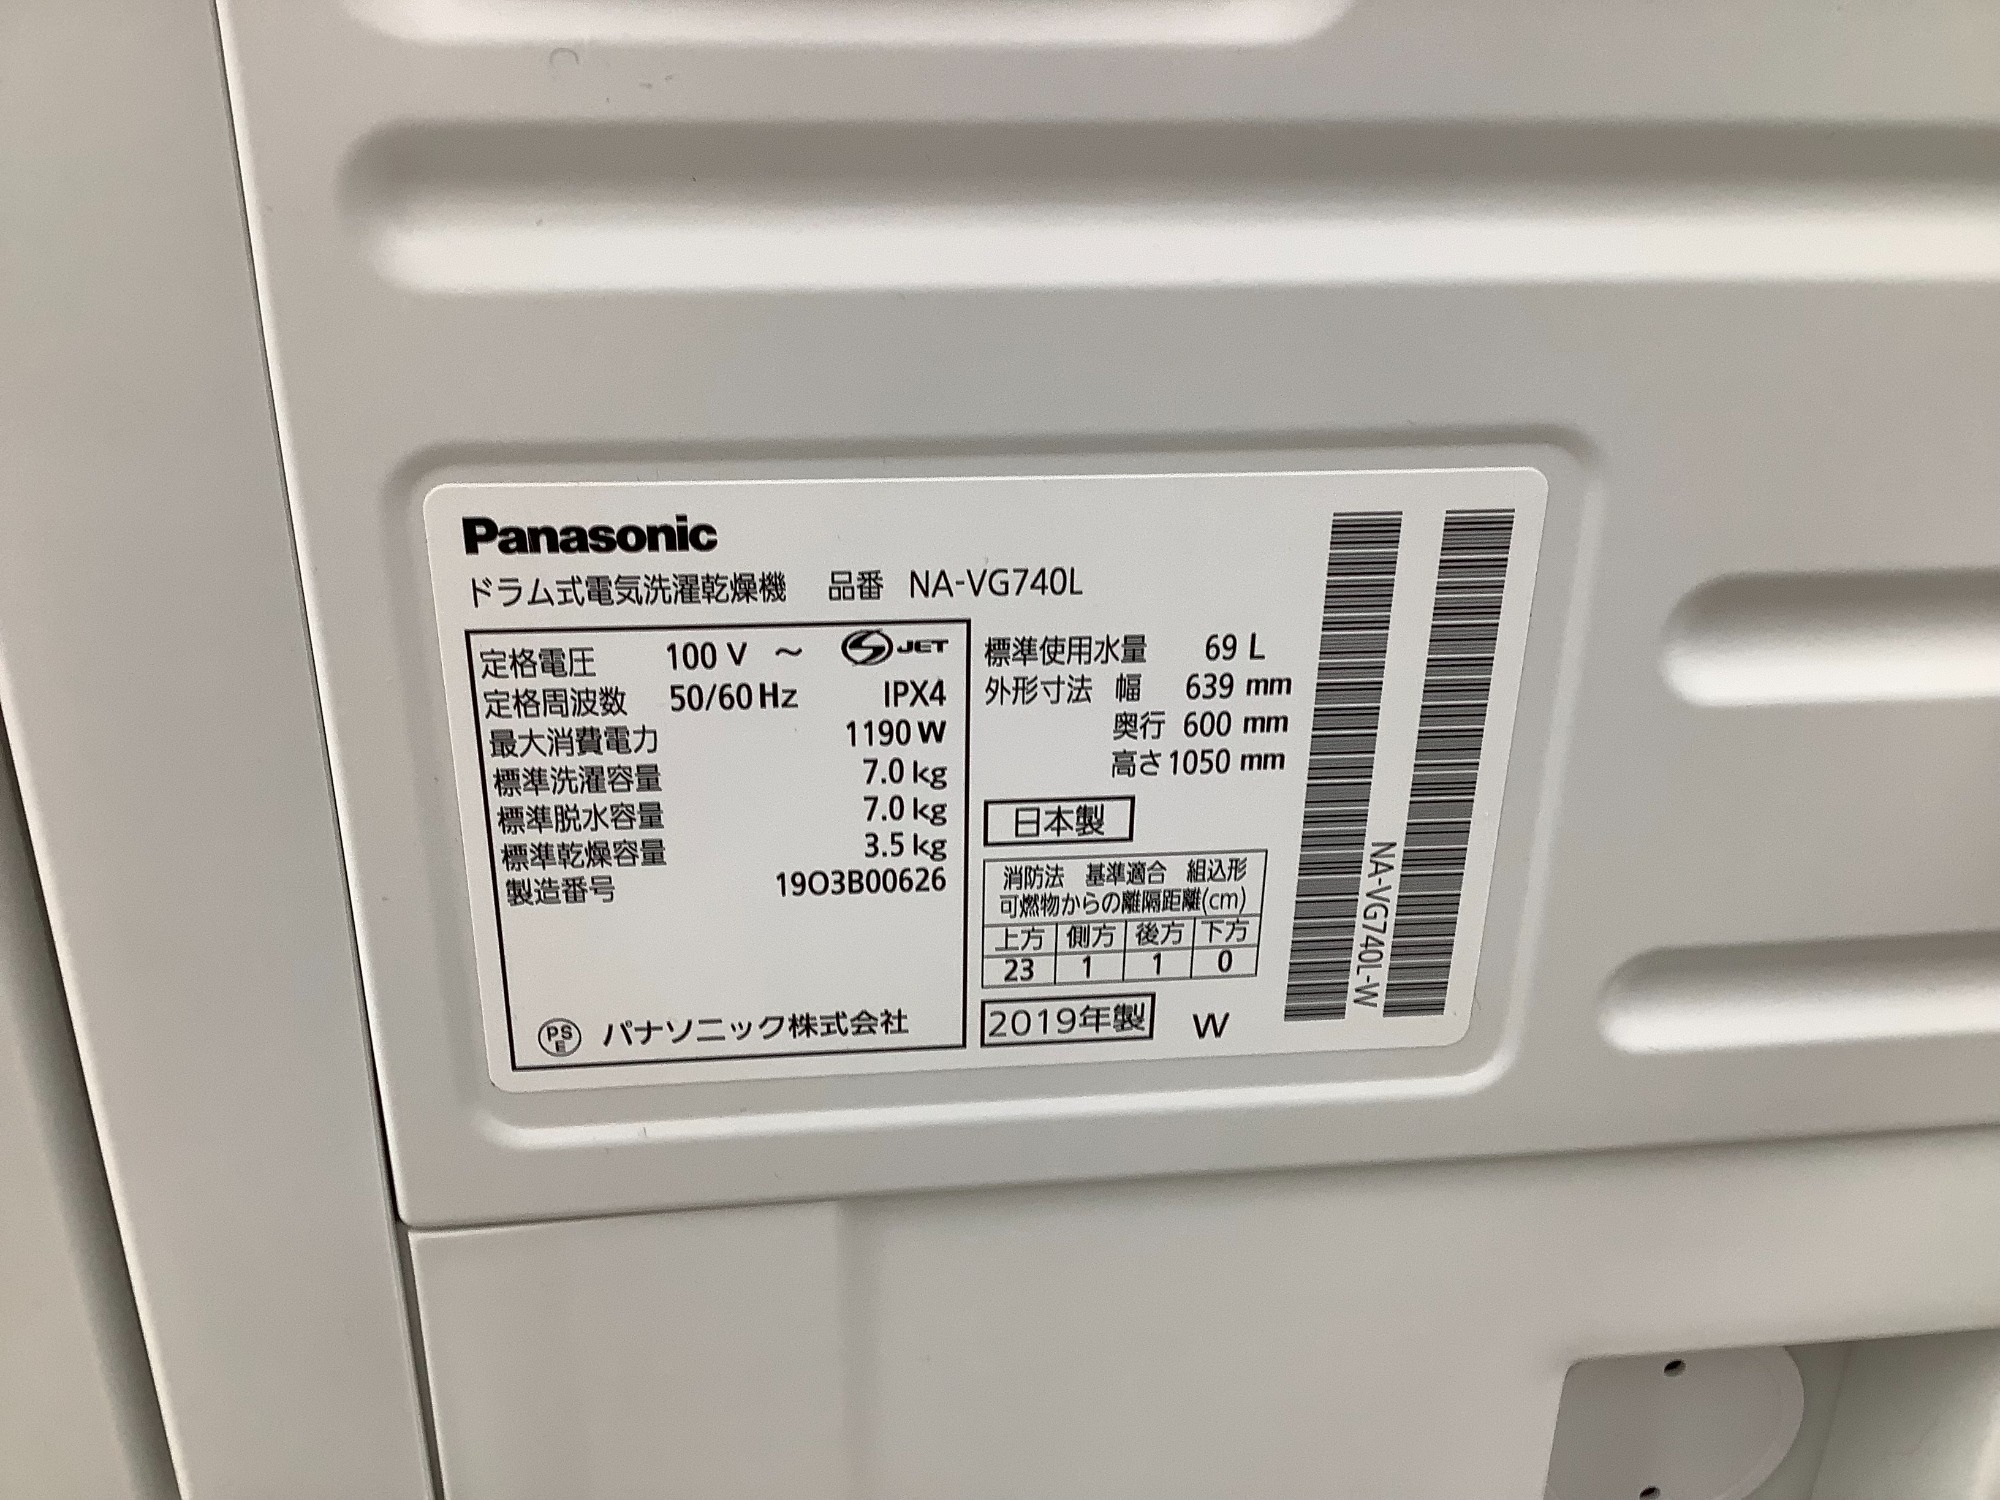 Panasonic
ドラム式電気洗濯乾燥機 品番 NA-VG740L
定格電圧 100 V ～ S JET
定格周波数 50/60 Hz IPX4
最大消費電力 1190 W
標準洗濯容量 7.0 kg
標準脱水容量 7.0 kg
標準乾燥容量 3.5 kg
製造番号 19O3B00626
PS E パナソニック株式会社
標準使用水量 69 L
外形寸法 幅 639 mm
奥行 600 mm
高さ 1050 mm
日本製
消防法 基準適合 組込形
可燃物からの離隔距離(cm)
上方 側方 後方 下方
23 1 1 0
2019年製 W
NA-VG740L-W